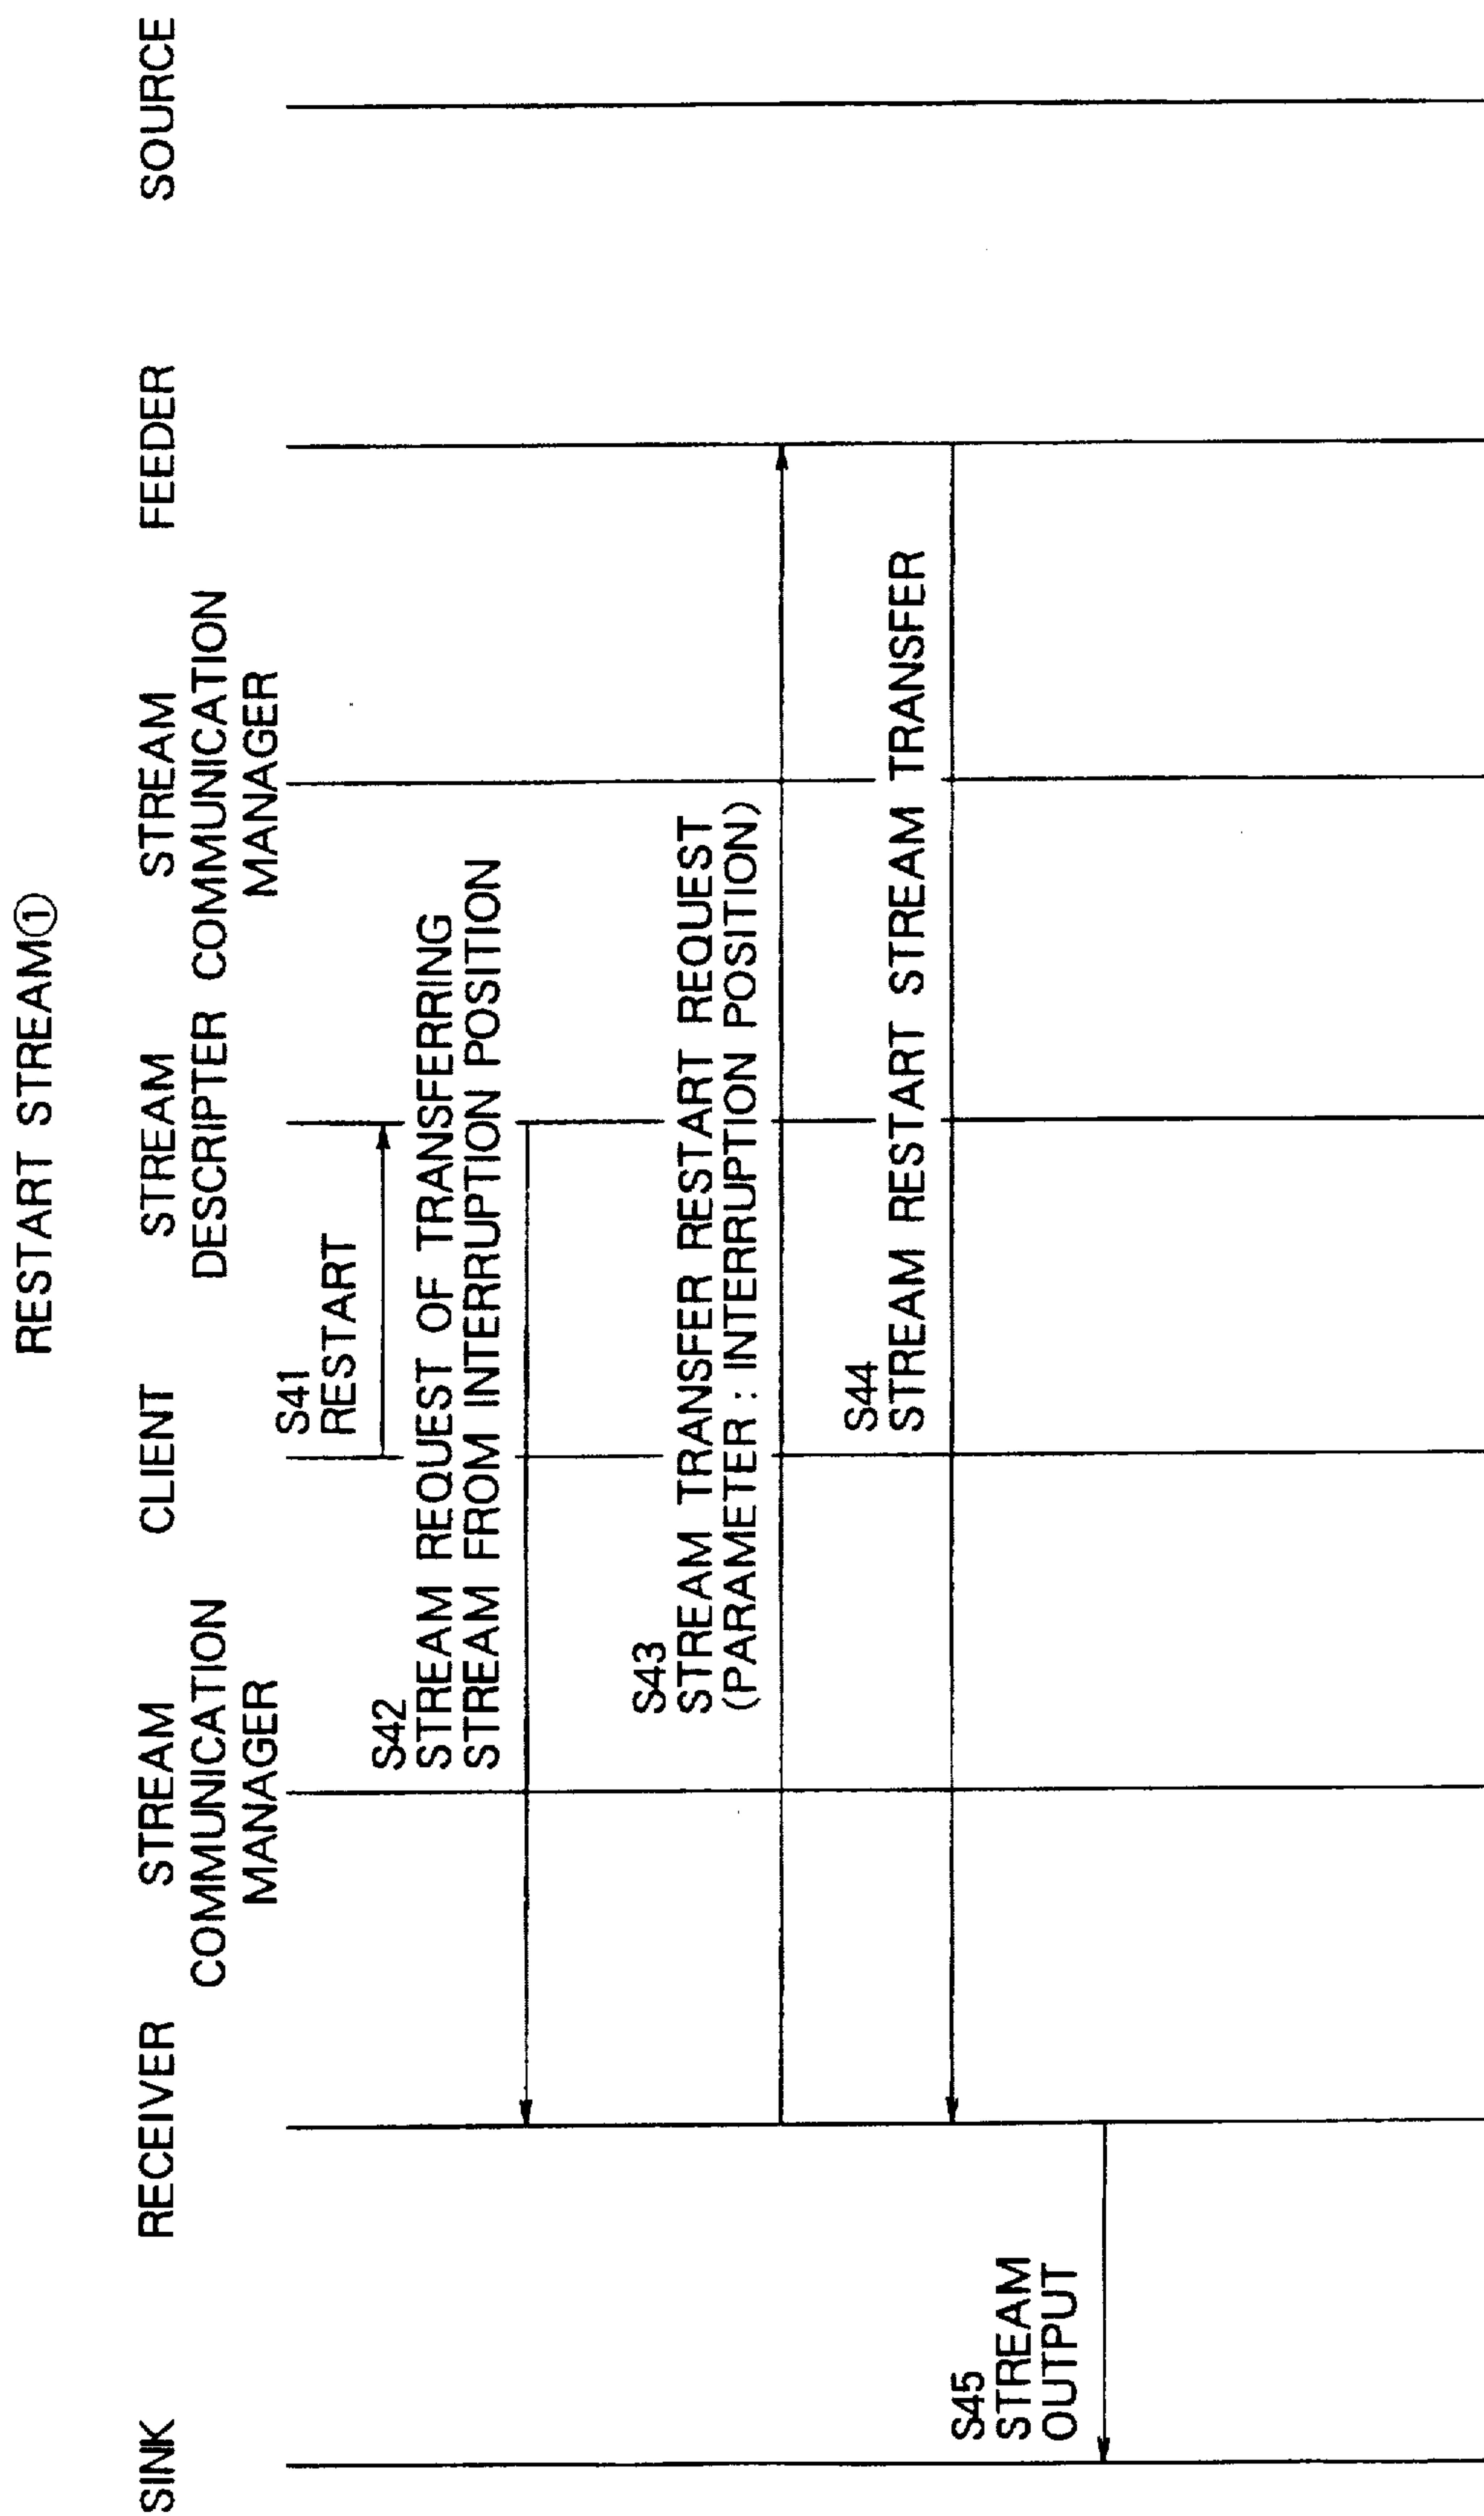 RESTART STREAM①
SINK
RECEIVER
STREAM
COMMUNICATION
MANAGER
CLIENT
STREAM
DESCRIPTER
STREAM
COMMUNICATION
MANAGER
FEEDER
SOURCE
S41
RESTART
S42
STREAM REQUEST OF TRANSFERRING
STREAM FROM INTERRUPTION POSITION
S43
STREAM TRANSFER RESTART REQUEST
(PARAMETER : INTERRUPTION POSITION)
S44
STREAM RESTART STREAM TRANSFER
S45
STREAM
OUTPUT